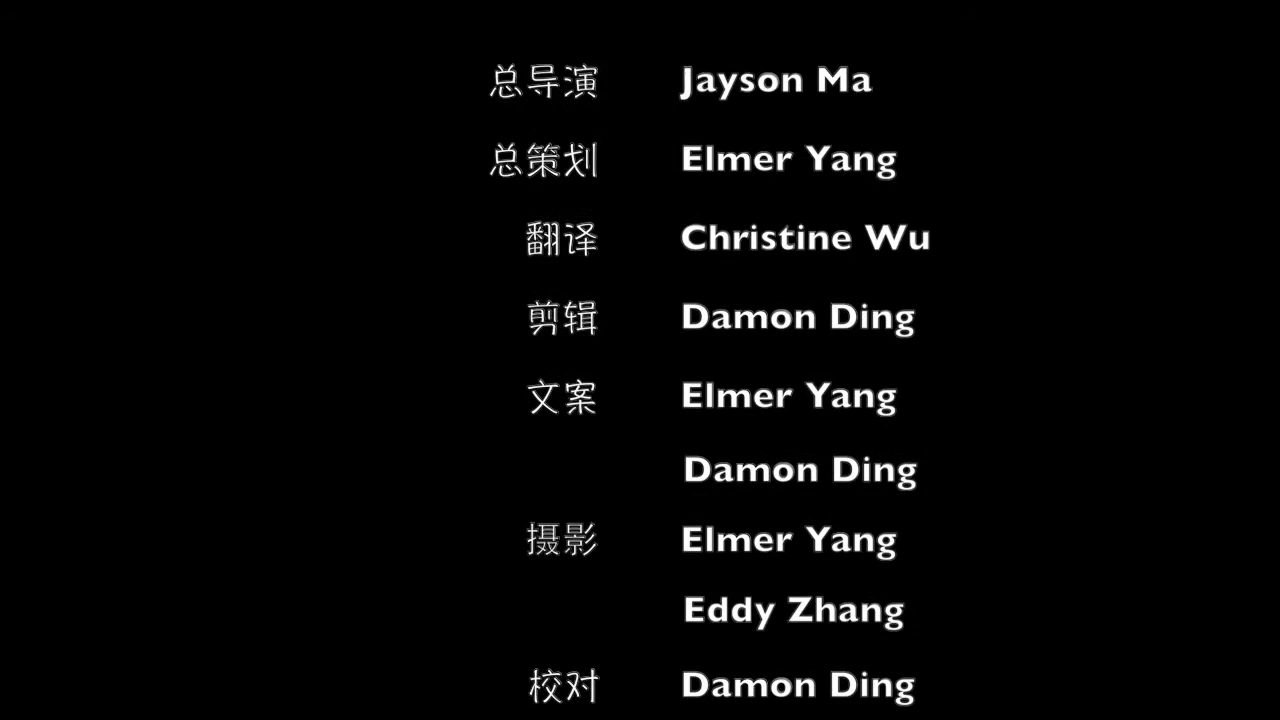 总导演 Jayson Ma
总策划 Elmer Yang
翻译 Christine Wu
剪辑 Damon Ding
文案 Elmer Yang
Damon Ding
摄影 Elmer Yang
Eddy Zhang
校对 Damon Ding